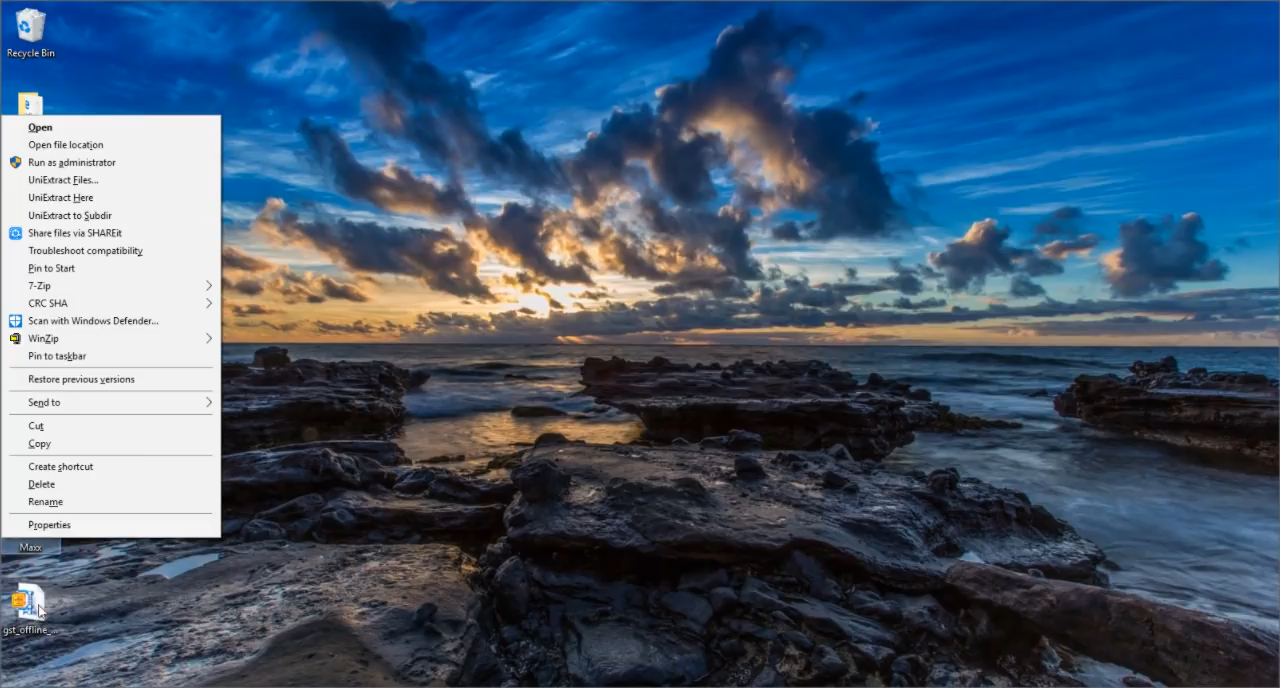 Recycle Bin
Open
Open file location
Run as administrator
UniExtract Files...
UniExtract Here
UniExtract to Subdir
Share files via SHAREit
Troubleshoot compatibility
Pin to Start
7-Zip
CRC SHA
Scan with Windows Defender...
WinZip
Pin to taskbar
Restore previous versions
Send to
Cut
Copy
Create shortcut
Delete
Rename
Properties
Maxx
gst_offline_...